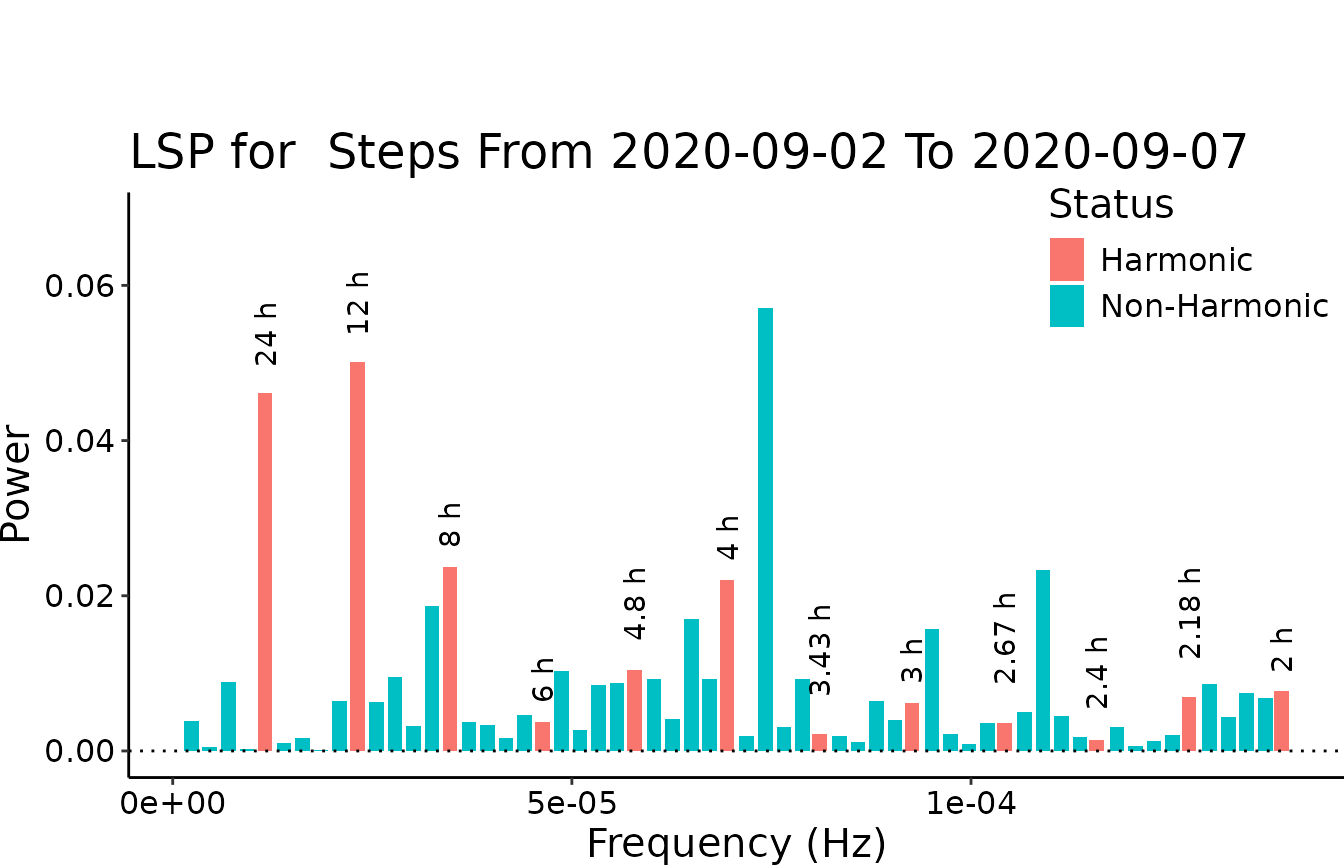 LSP for  Steps From 2020-09-02 To 2020-09-07
Status
Harmonic
Non-Harmonic
Power
0.06
0.04
0.02
0.00
24 h
12 h
8 h
6 h
4.8 h
4 h
3.43 h
3 h
2.67 h
2.4 h
2.18 h
2 h
0e+00
5e-05
1e-04
Frequency (Hz)